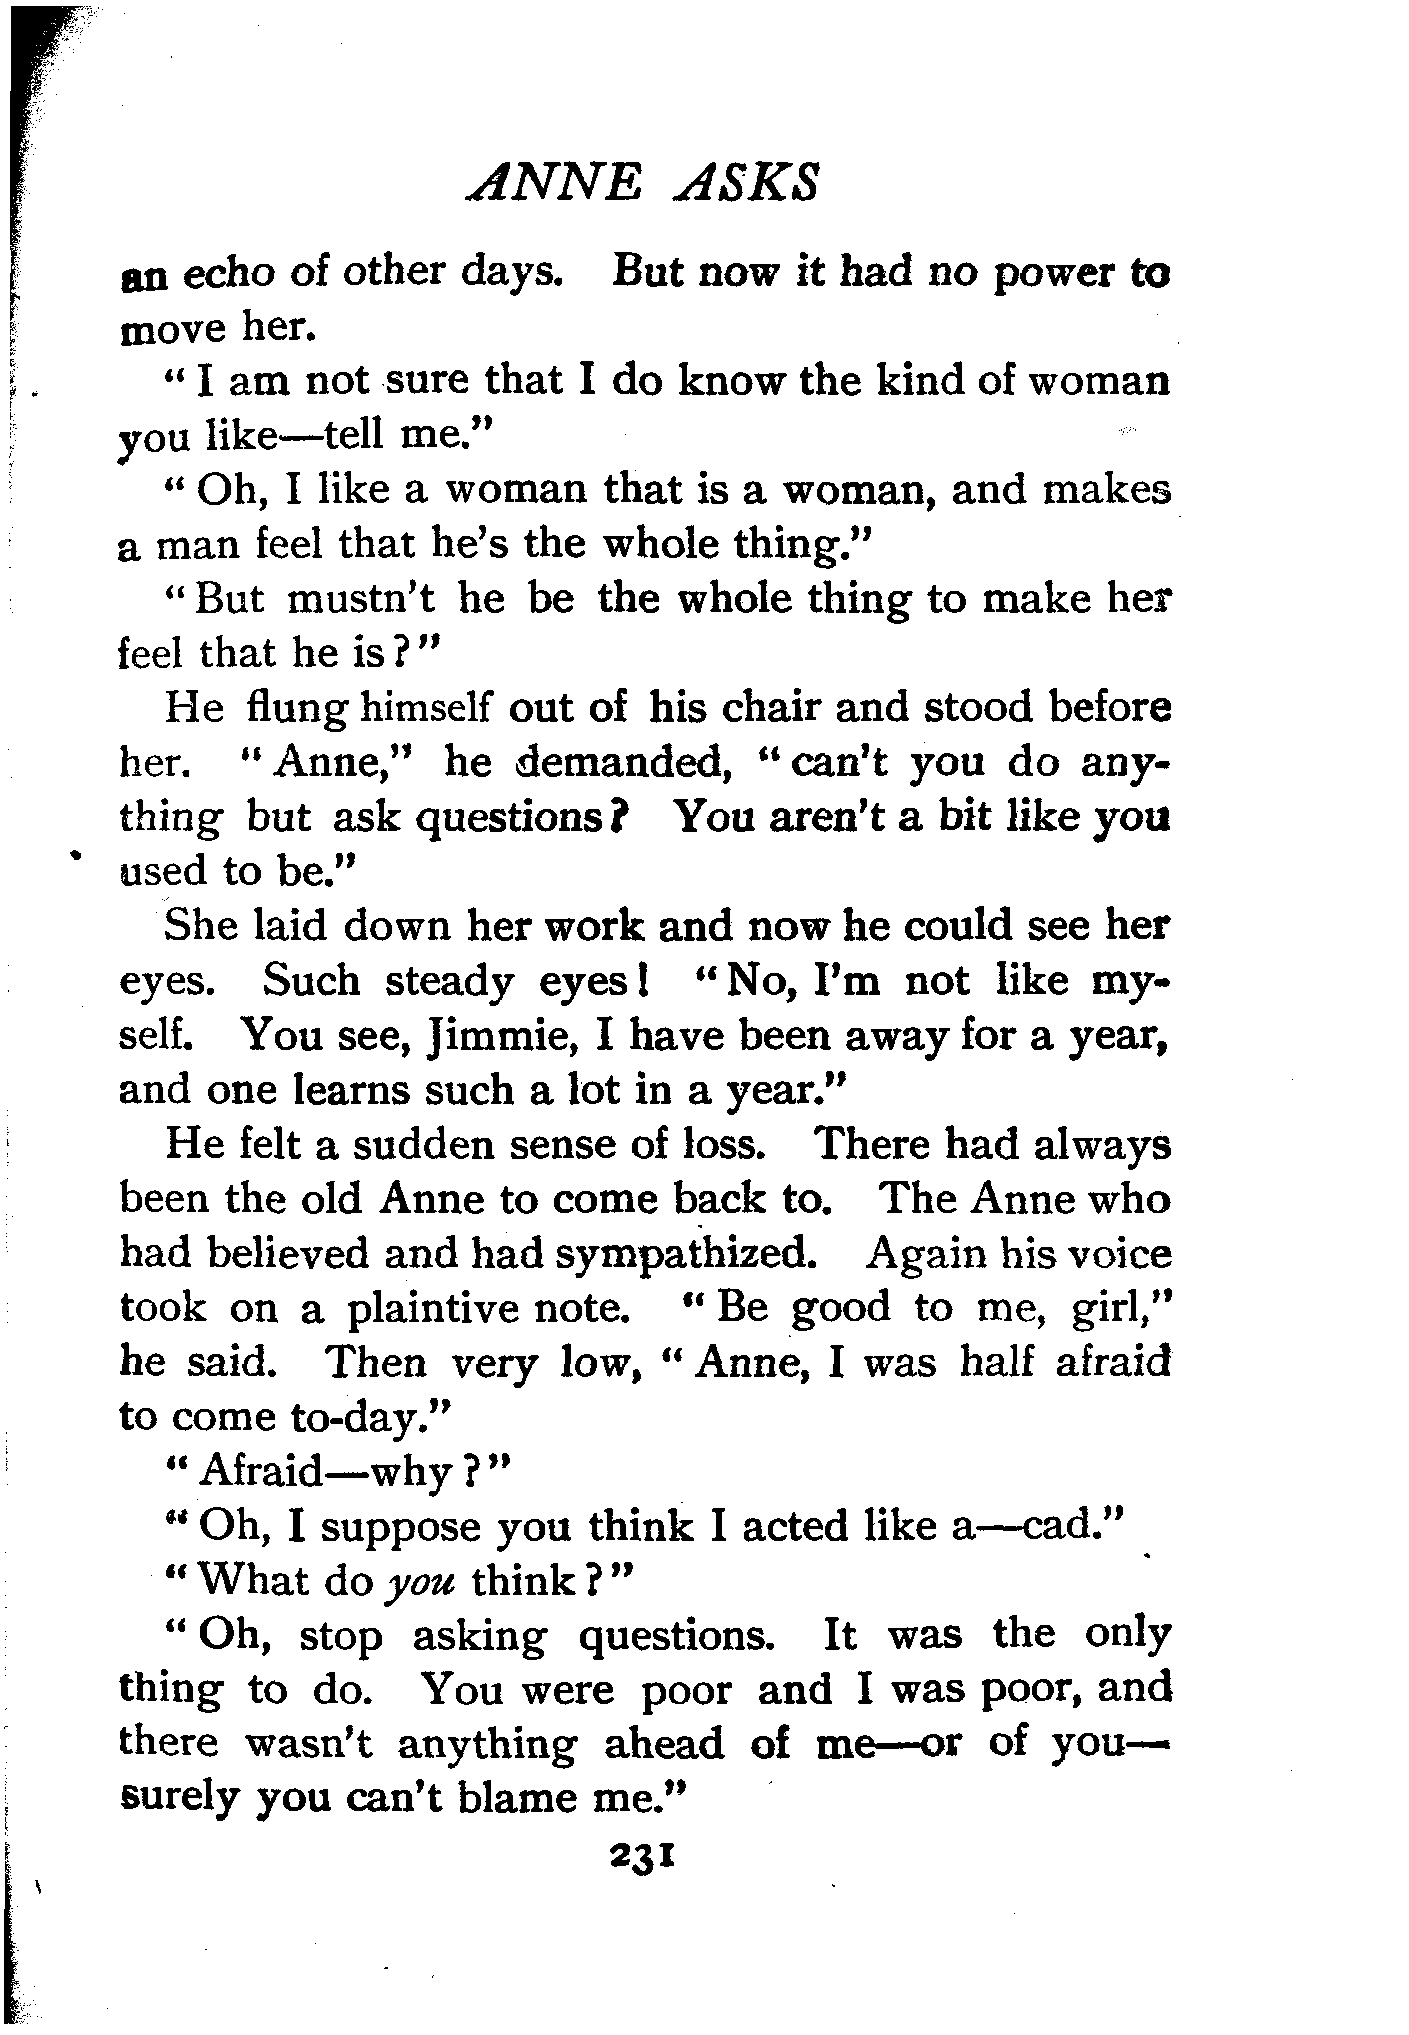 ANNE ASKS
an echo of other days. But now it had no power to
move her.
" I am not sure that I do know the kind of woman
you like—tell me."
" Oh, I like a woman that is a woman, and makes
a man feel that he's the whole thing."
" But mustn't he be the whole thing to make her
feel that he is?"
He flung himself out of his chair and stood before
her. " Anne," he demanded, " can't you do any-
thing but ask questions? You aren't a bit like you
used to be."
She laid down her work and now he could see her
eyes. Such steady eyes! " No, I'm not like my-
self. You see, Jimmie, I have been away for a year,
and one learns such a lot in a year."
He felt a sudden sense of loss. There had always
been the old Anne to come back to. The Anne who
had believed and had sympathized. Again his voice
took on a plaintive note. " Be good to me, girl,"
he said. Then very low, " Anne, I was half afraid
to come to-day."
" Afraid—why?"
" Oh, I suppose you think I acted like a—cad."
" What do you think?"
" Oh, stop asking questions. It was the only
thing to do. You were poor and I was poor, and
there wasn't anything ahead of me—or of you—
surely you can't blame me."
231